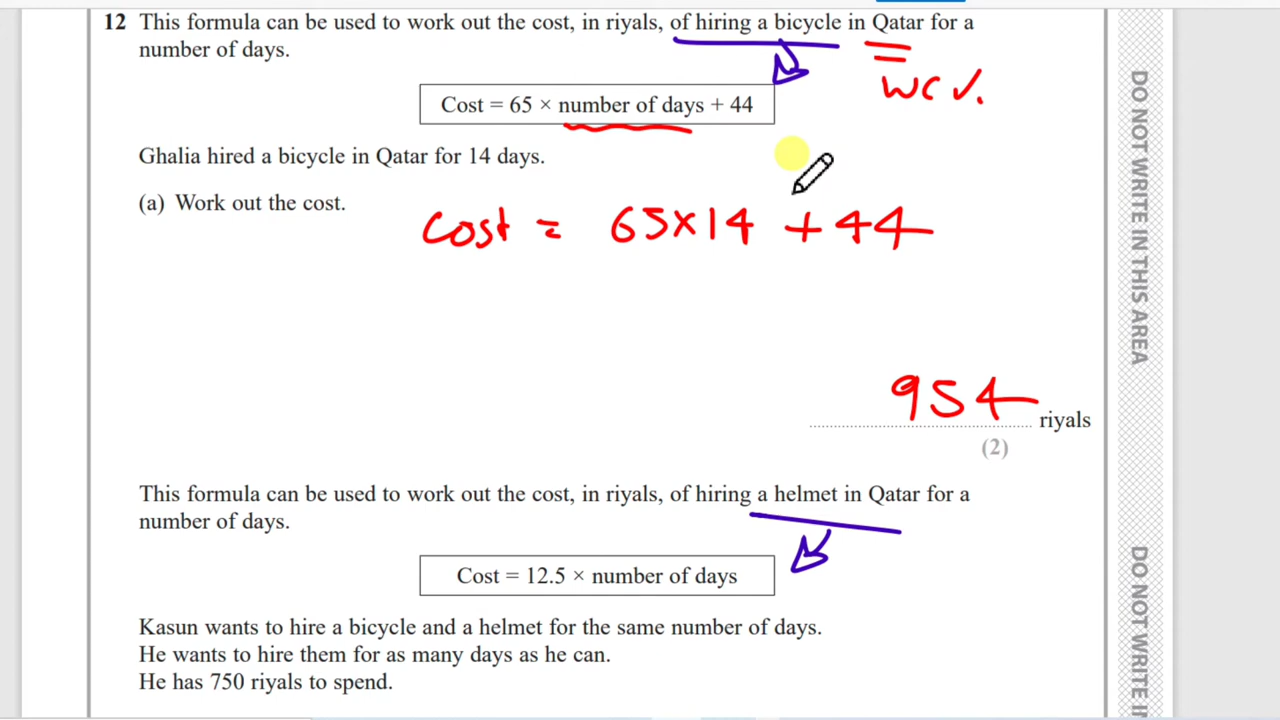 12 This formula can be used to work out the cost, in riyals, of hiring a bicycle in Qatar for a
number of days.
WC ✓.
Cost = 65 × number of days + 44
Ghalia hired a bicycle in Qatar for 14 days.
(a) Work out the cost.
cost = 65×14 + 44
954
riyals
(2)
This formula can be used to work out the cost, in riyals, of hiring a helmet in Qatar for a
number of days.
Cost = 12.5 × number of days
Kasun wants to hire a bicycle and a helmet for the same number of days.
He wants to hire them for as many days as he can.
He has 750 riyals to spend.
DO NOT WRITE IN THIS AREA
DO NOT WRITE